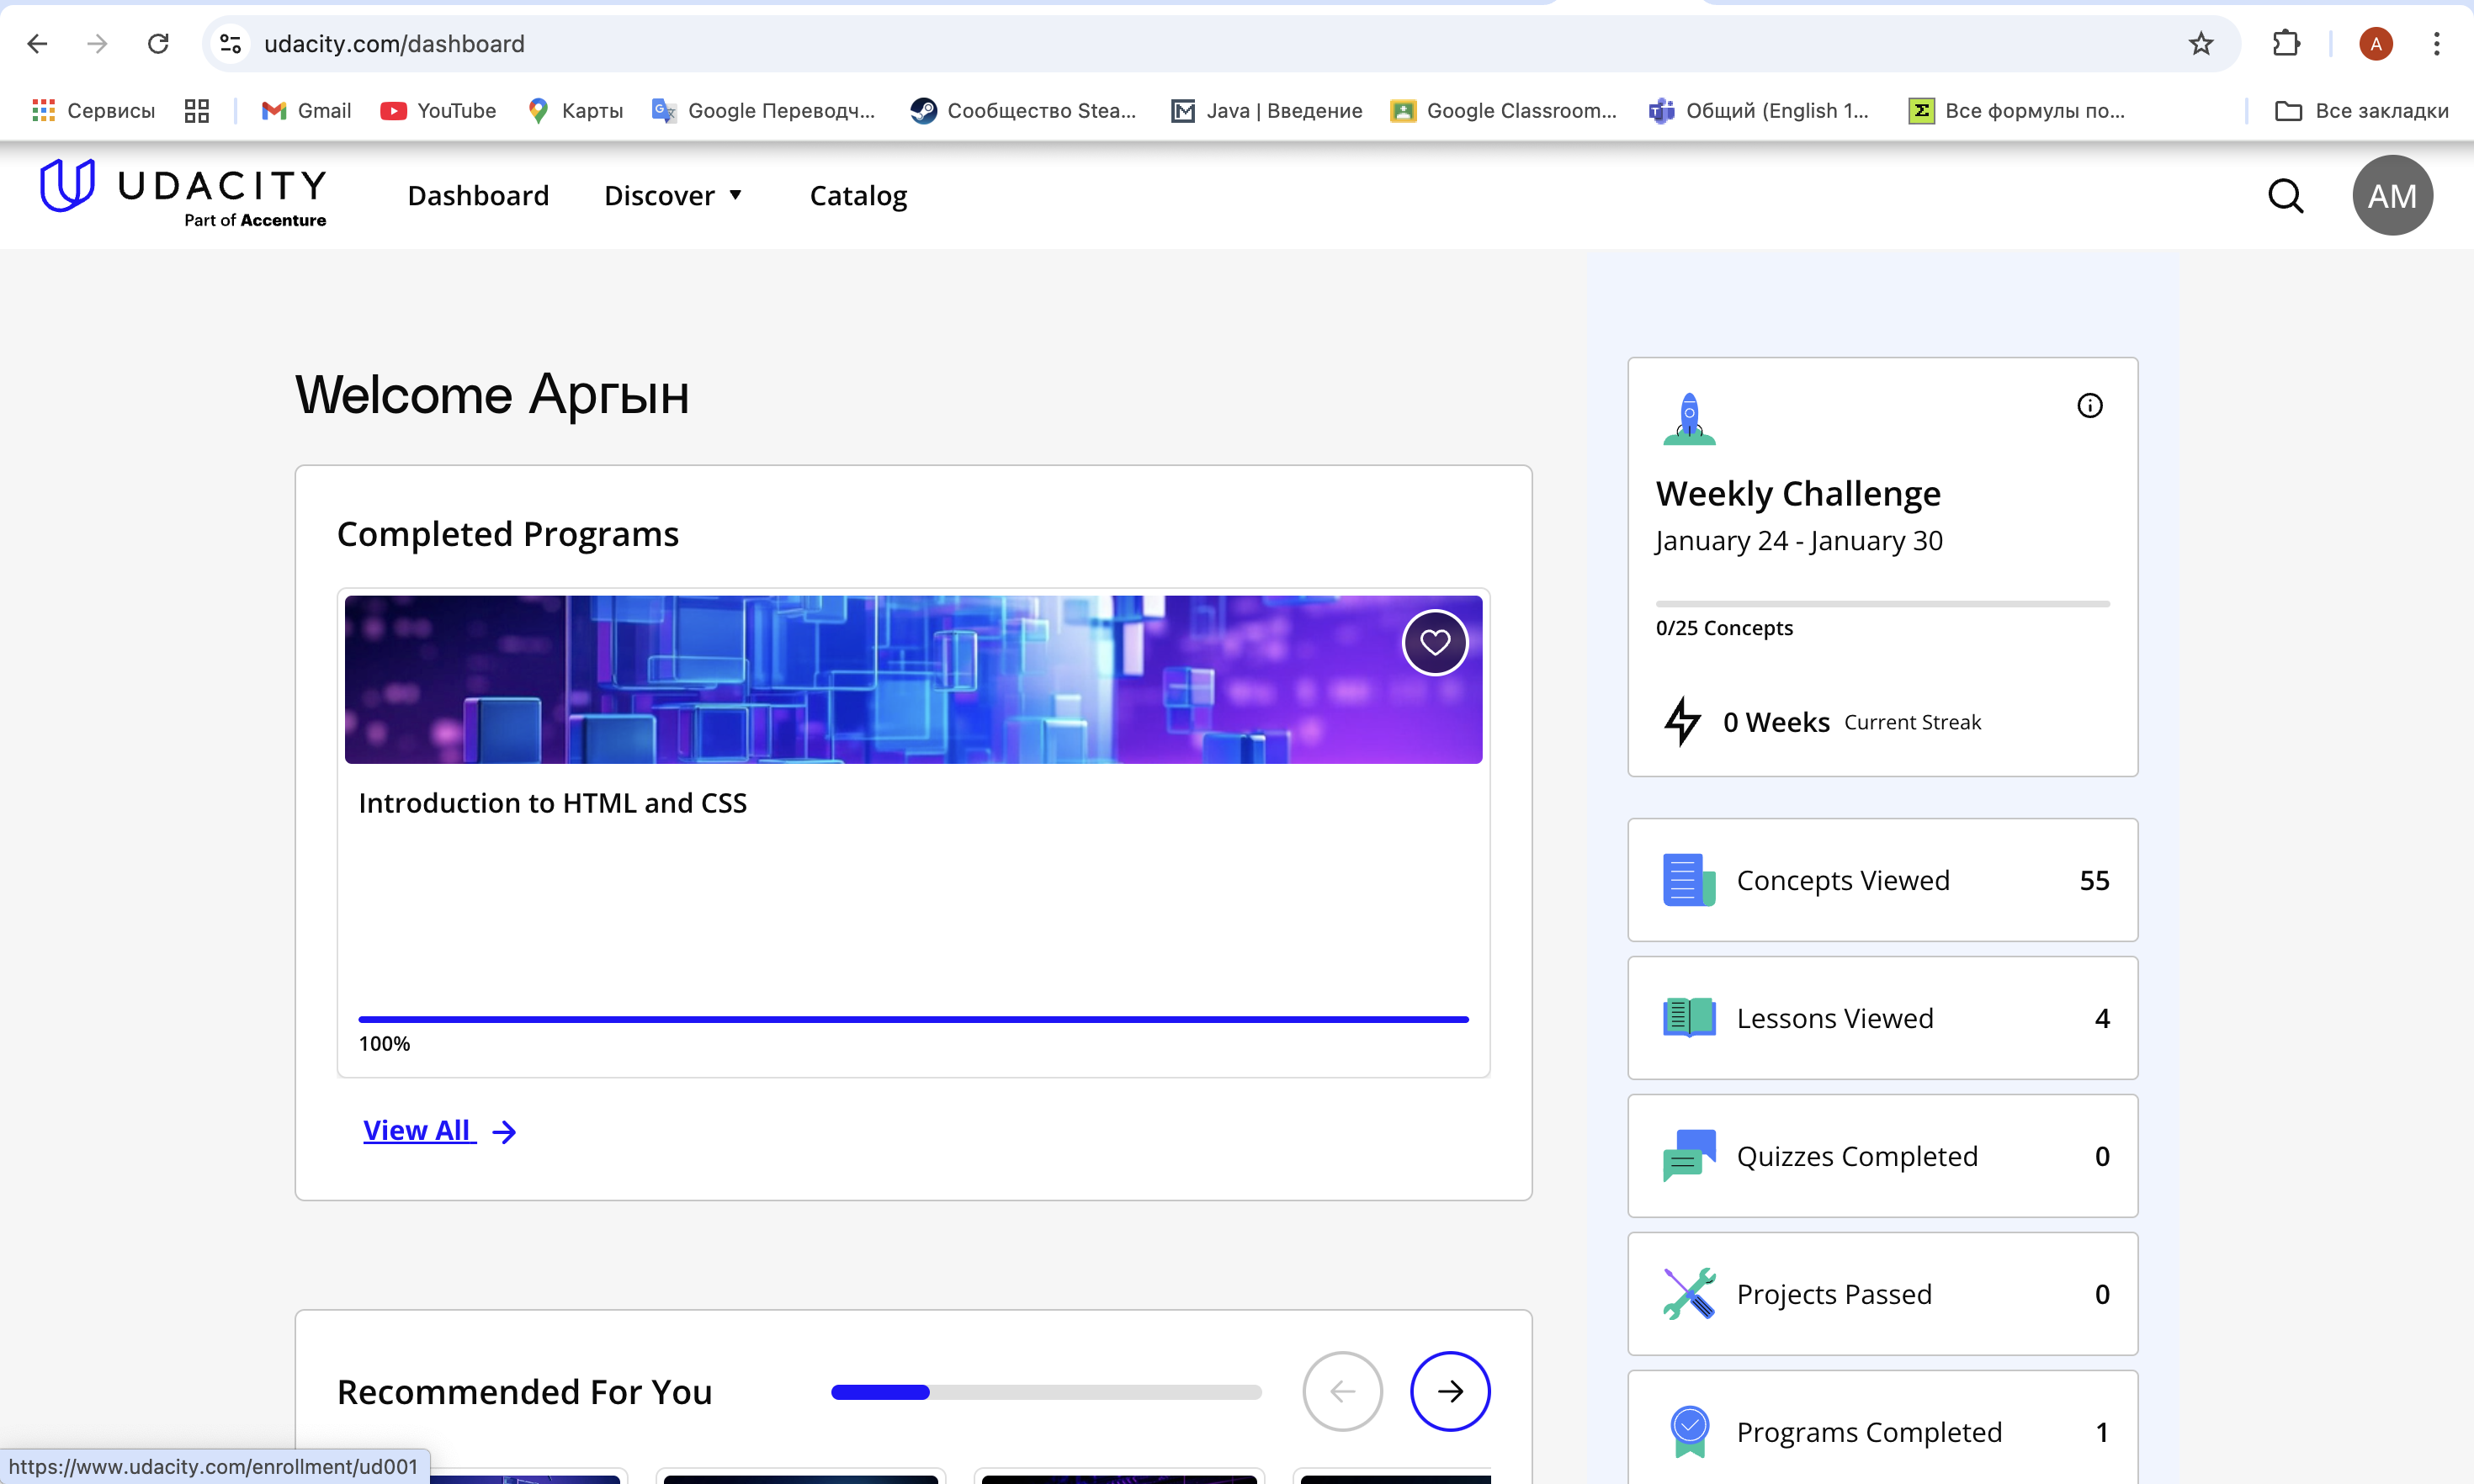 udacity.com/dashboard
A
Сервисы
Gmail
YouTube
Карты
Google Переводч...
Сообщество Stea...
Java | Введение
Google Classroom...
Общий (English 1...
Все формулы по...
Все закладки
UDACITY
Part of Accenture
Dashboard
Discover
Catalog
AM
Welcome Аргын
Completed Programs
Introduction to HTML and CSS
100%
View All
Recommended For You
Weekly Challenge
January 24 - January 30
0/25 Concepts
0 Weeks Current Streak
Concepts Viewed 55
Lessons Viewed 4
Quizzes Completed 0
Projects Passed 0
Programs Completed 1
https://www.udacity.com/enrollment/ud001